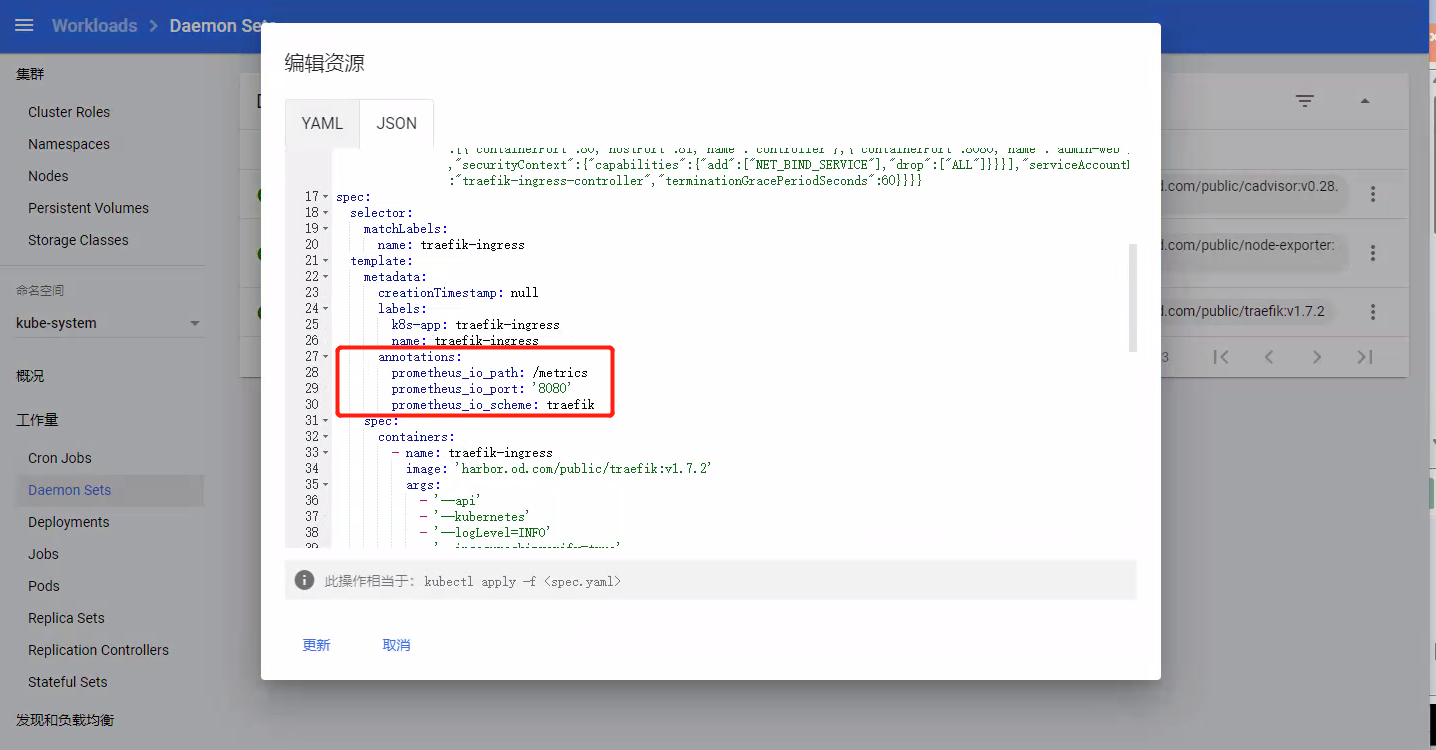 Workloads > Daemon Sets
集群
Cluster Roles
Namespaces
Nodes
Persistent Volumes
Storage Classes
命名空间
kube-system
概况
工作量
Cron Jobs
Daemon Sets
Deployments
Jobs
Pods
Replica Sets
Replication Controllers
Stateful Sets
发现和负载均衡
编辑资源
YAML
JSON
:[{"containerPort":80,"hostPort":81,"name":"controller"},{"containerPort":8080,"name":"admin-web"
,"securityContext":{"capabilities":{"add":["NET_BIND_SERVICE"],"drop":["ALL"]}}}],
:"traefik-ingress-controller","terminationGracePeriodSeconds":60}}}}
17 spec:
18 selector:
19 matchLabels:
20 name: traefik-ingress
21 template:
22 metadata:
23 creationTimestamp: null
24 labels:
25 k8s-app: traefik-ingress
26 name: traefik-ingress
27 annotations:
28 prometheus_io_path: /metrics
29 prometheus_io_port: '8080'
30 prometheus_io_scheme: traefik
31 spec:
32 containers:
33 - name: traefik-ingress
34 image: 'harbor.od.com/public/traefik:v1.7.2'
35 args:
36 - '--api'
37 - '--kubernetes'
38 - '--logLevel=INFO'
39
此操作相当于: kubectl apply -f <spec.yaml>
更新
取消
d.com/public/cadvisor:v0.28.
d.com/public/node-exporter:
d.com/public/traefik:v1.7.2
3